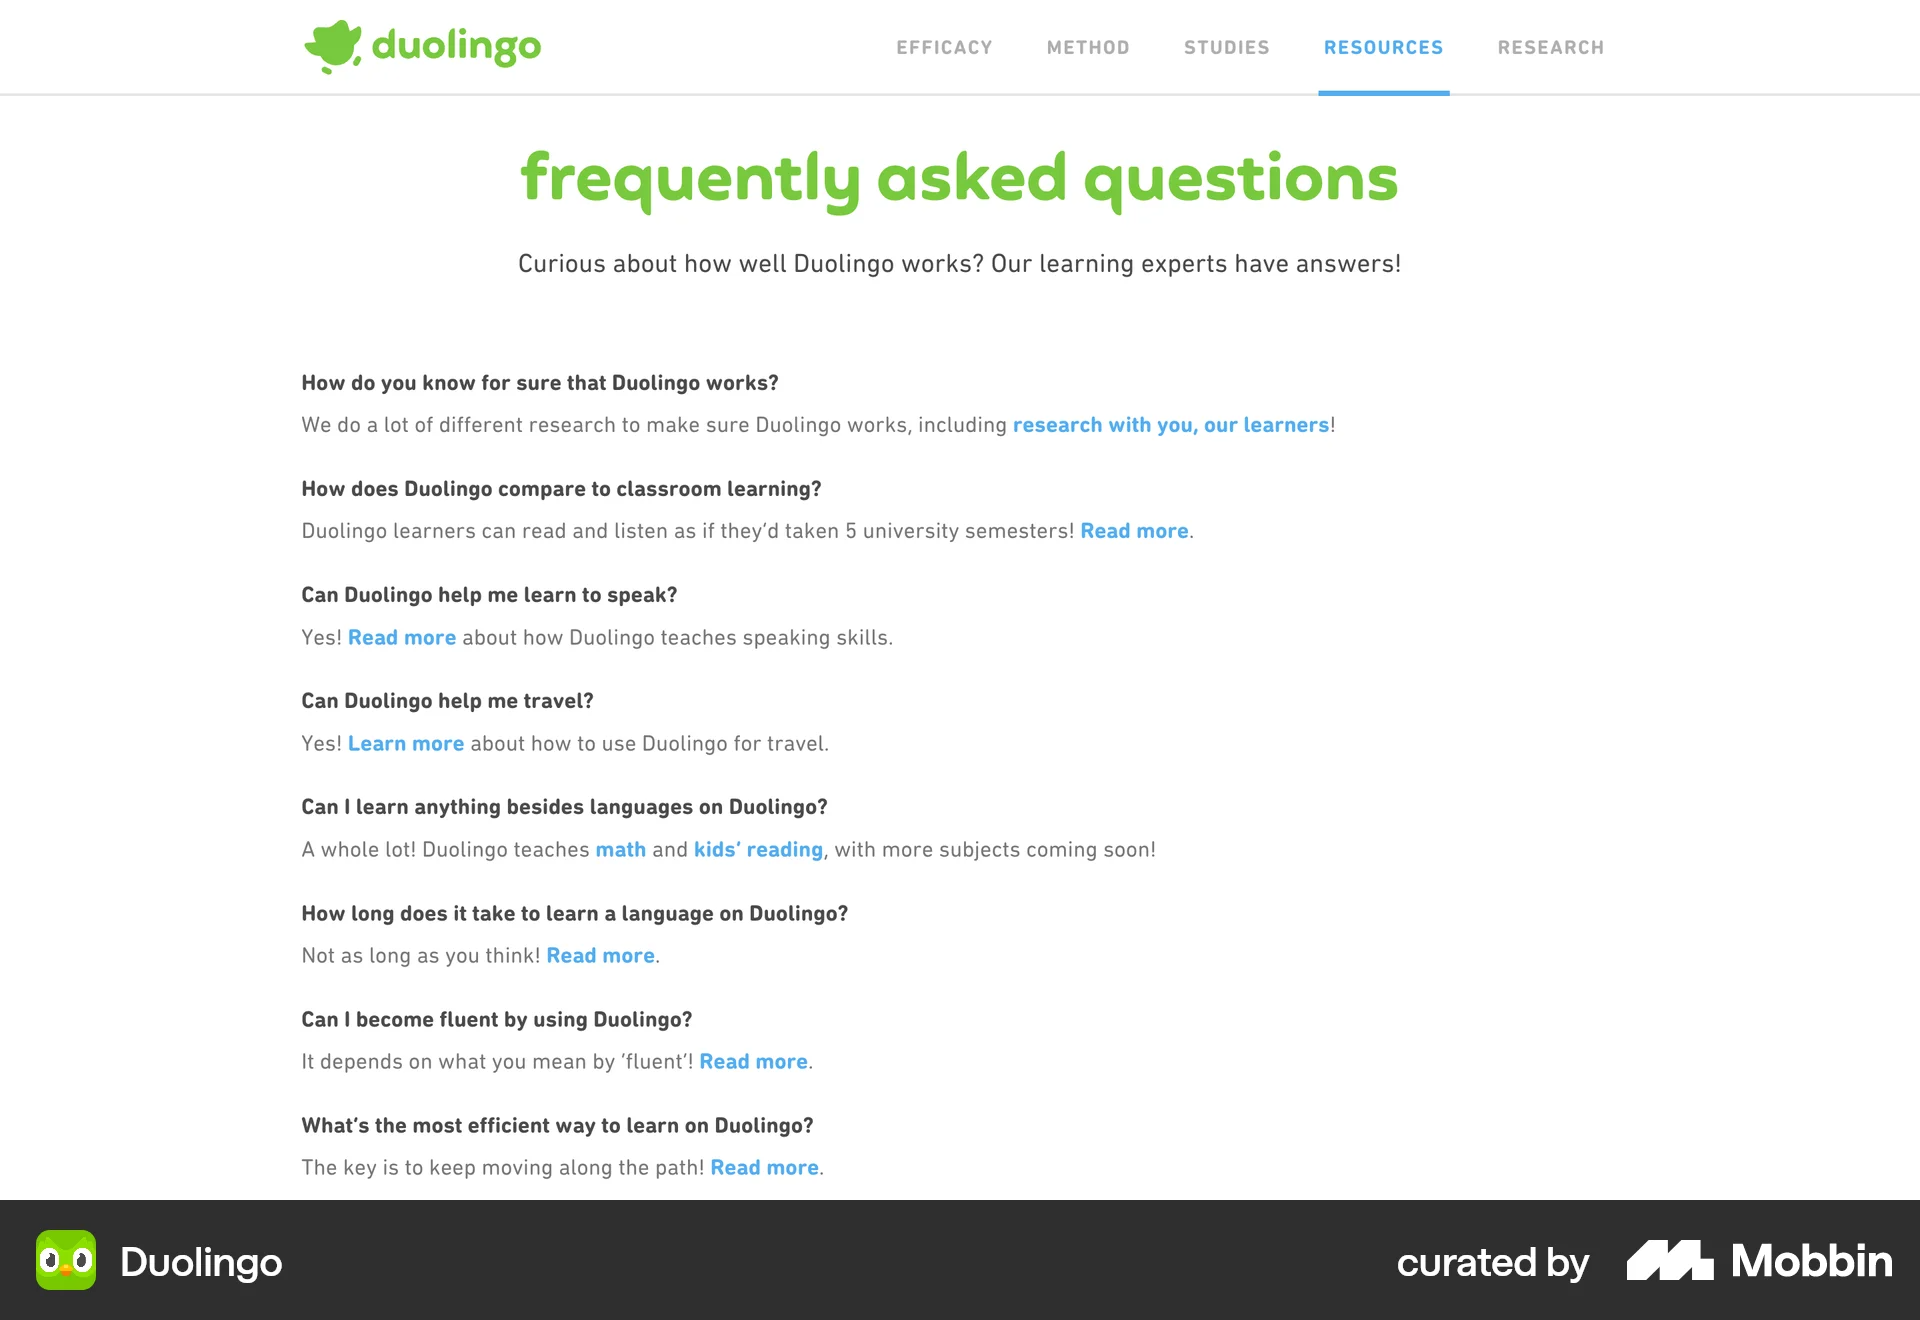 duolingo
EFFICACY METHOD STUDIES RESOURCES RESEARCH
frequently asked questions
Curious about how well Duolingo works? Our learning experts have answers!
How do you know for sure that Duolingo works?
We do a lot of different research to make sure Duolingo works, including research with you, our learners!
How does Duolingo compare to classroom learning?
Duolingo learners can read and listen as if they’d taken 5 university semesters! Read more.
Can Duolingo help me learn to speak?
Yes! Read more about how Duolingo teaches speaking skills.
Can Duolingo help me travel?
Yes! Learn more about how to use Duolingo for travel.
Can I learn anything besides languages on Duolingo?
A whole lot! Duolingo teaches math and kids’ reading, with more subjects coming soon!
How long does it take to learn a language on Duolingo?
Not as long as you think! Read more.
Can I become fluent by using Duolingo?
It depends on what you mean by ‘fluent’! Read more.
What’s the most efficient way to learn on Duolingo?
The key is to keep moving along the path! Read more.
Duolingo
curated by Mobbin